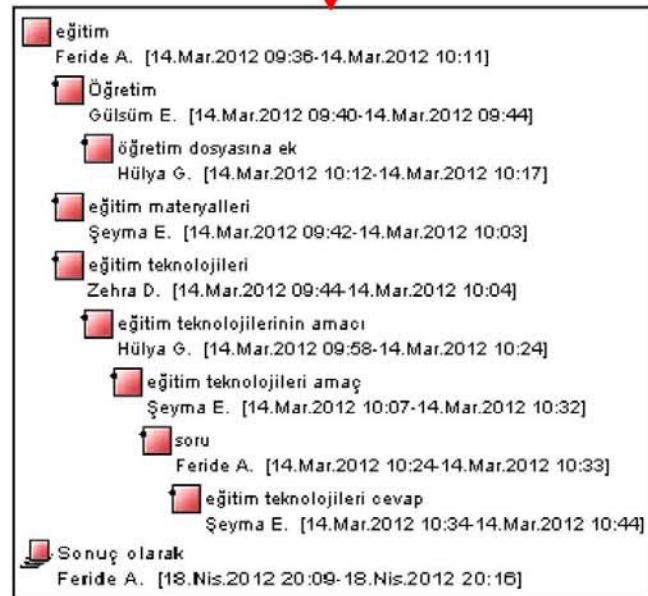 eğitim
Feride A. [14.Mar.2012 09:36-14.Mar.2012 10:11]
Öğretim
Gülsüm E. [14.Mar.2012 09:40-14.Mar.2012 09:44]
öğretim dosyasına ek
Hülya G. [14.Mar.2012 10:12-14.Mar.2012 10:17]
eğitim materyalleri
Şeyma E. [14.Mar.2012 09:42-14.Mar.2012 10:03]
eğitim teknolojileri
Zehra D. [14.Mar.2012 09:44-14.Mar.2012 10:04]
eğitim teknolojilerinin amacı
Hülya G. [14.Mar.2012 09:58-14.Mar.2012 10:24]
eğitim teknolojileri amaç
Şeyma E. [14.Mar.2012 10:07-14.Mar.2012 10:32]
soru
Feride A. [14.Mar.2012 10:24-14.Mar.2012 10:33]
eğitim teknolojileri cevap
Şeyma E. [14.Mar.2012 10:34-14.Mar.2012 10:44]
Sonuç olarak
Feride A. [18.Nis.2012 20:09-18.Nis.2012 20:16]